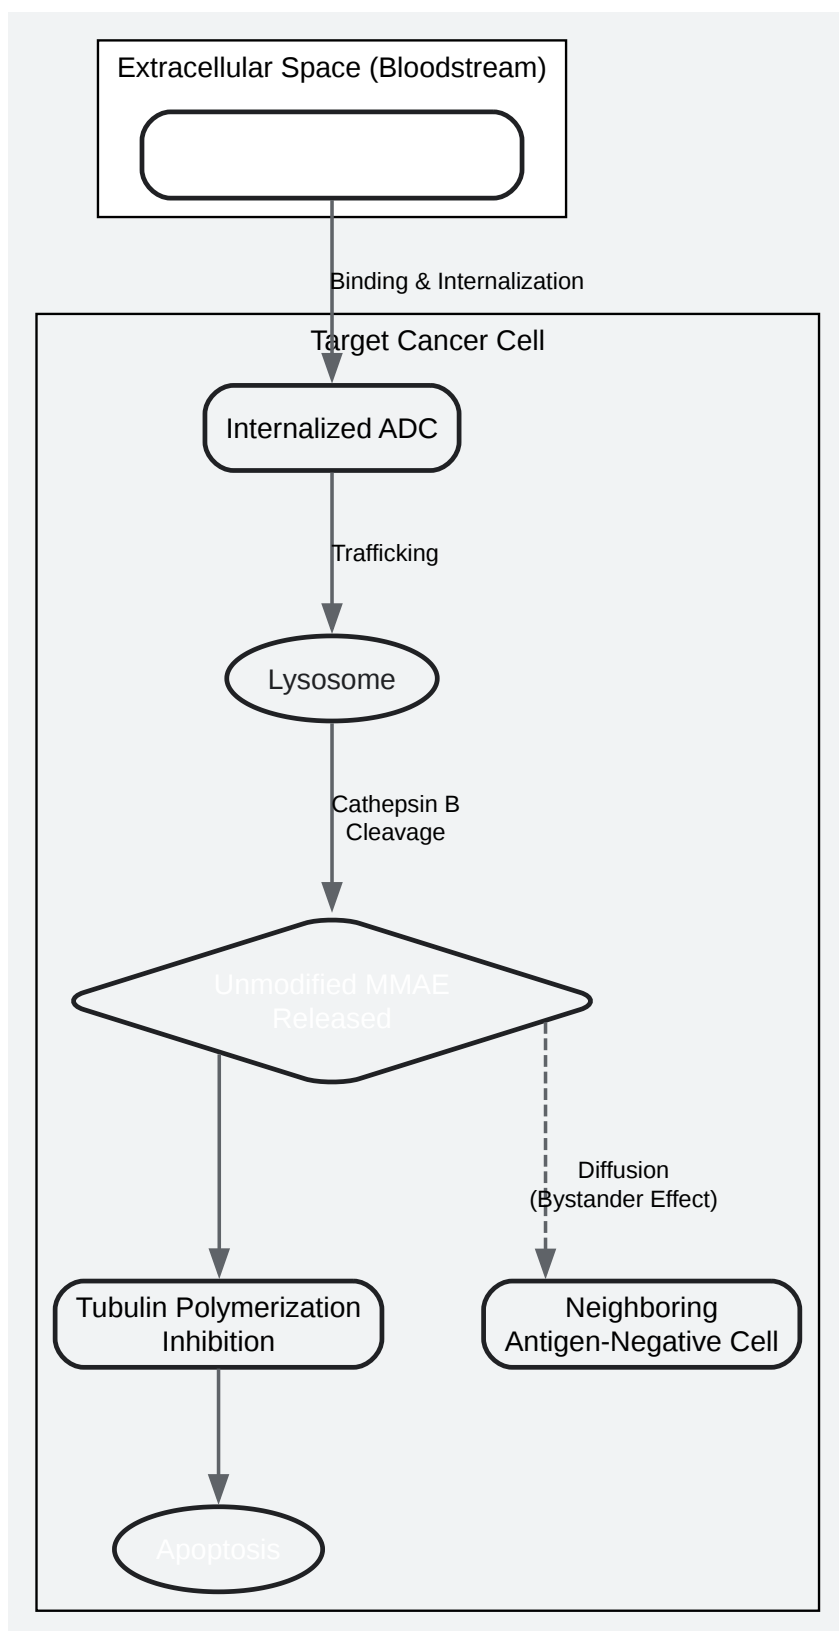 Extracellular Space (Bloodstream)
Binding & Internalization
Target Cancer Cell
Internalized ADC
Trafficking
Lysosome
Cathepsin B
Cleavage
Unmodified MMAE
Released
Diffusion
(Bystander Effect)
Tubulin Polymerization
Inhibition
Neighboring
Antigen-Negative Cell
Apoptosis